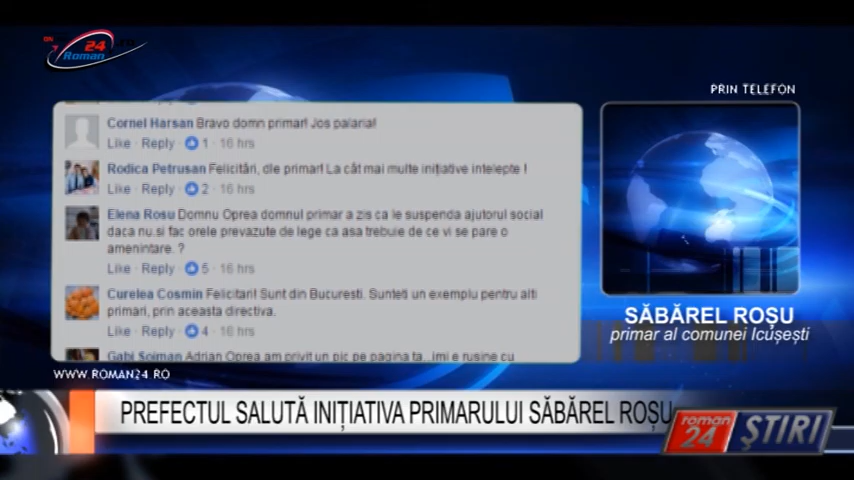 ON
24
Roman
PRIN TELEFON
Cornel Harsan Bravo domn primar! Jos palaria!
Like · Reply · 1 · 16 hrs
Rodica Petrusan Felicitări, dle primar! La cât mai multe inițiative intelepte !
Like · Reply · 2 · 16 hrs
Elena Rosu Domnu Oprea domnul primar a zis ca le suspenda ajutorul social
daca nu.si fac orele prevazute de lege ca asa trebuie de ce vi se pare o
amenintare. ?
Like · Reply · 5 · 16 hrs
Curelea Cosmin Felicitari! Sunt din Bucuresti. Sunteti un exemplu pentru alti
primari, prin aceasta directiva.
Like · Reply · 4 · 16 hrs
Gabi Soiman Adrian Oprea am privit un pic pe pagina ta...imi e rusine cu
SĂBĂREL ROȘU
primar al comunei Icușești
WWW.ROMAN24.RO
PREFECTUL SALUTĂ INIȚIATIVA PRIMARULUI SĂBĂREL ROȘU
roman
24
ȘTIRI